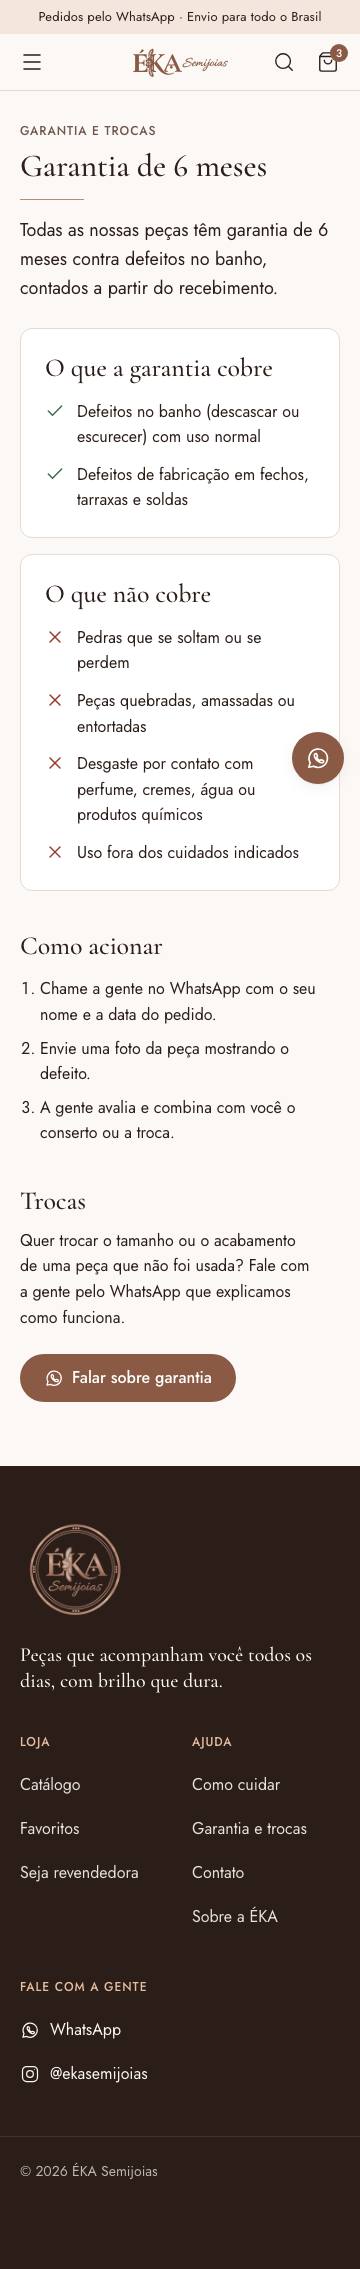 Pedidos pelo WhatsApp · Envio para todo o Brasil
ÉKA Semijoias
3
GARANTIA E TROCAS
Garantia de 6 meses
Todas as nossas peças têm garantia de 6
meses contra defeitos no banho,
contados a partir do recebimento.
O que a garantia cobre
Defeitos no banho (descascar ou
escurecer) com uso normal
Defeitos de fabricação em fechos,
tarraxas e soldas
O que não cobre
Pedras que se soltam ou se
perdem
Peças quebradas, amassadas ou
entortadas
Desgaste por contato com
perfume, cremes, água ou
produtos químicos
Uso fora dos cuidados indicados
Como acionar
1. Chame a gente no WhatsApp com o seu
nome e a data do pedido.
2. Envie uma foto da peça mostrando o
defeito.
3. A gente avalia e combina com você o
conserto ou a troca.
Trocas
Quer trocar o tamanho ou o acabamento
de uma peça que não foi usada? Fale com
a gente pelo WhatsApp que explicamos
como funciona.
Falar sobre garantia
ÉKA
Semijoias
Peças que acompanham você todos os
dias, com brilho que dura.
LOJA
Catálogo
Favoritos
Seja revendedora
AJUDA
Como cuidar
Garantia e trocas
Contato
Sobre a ÉKA
FALE COM A GENTE
WhatsApp
@ekasemijoias
© 2026 ÉKA Semijoias